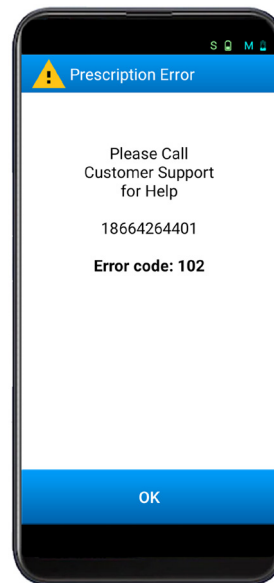 S M
Prescription Error
Please Call
Customer Support
for Help
18664264401
Error code: 102
OK